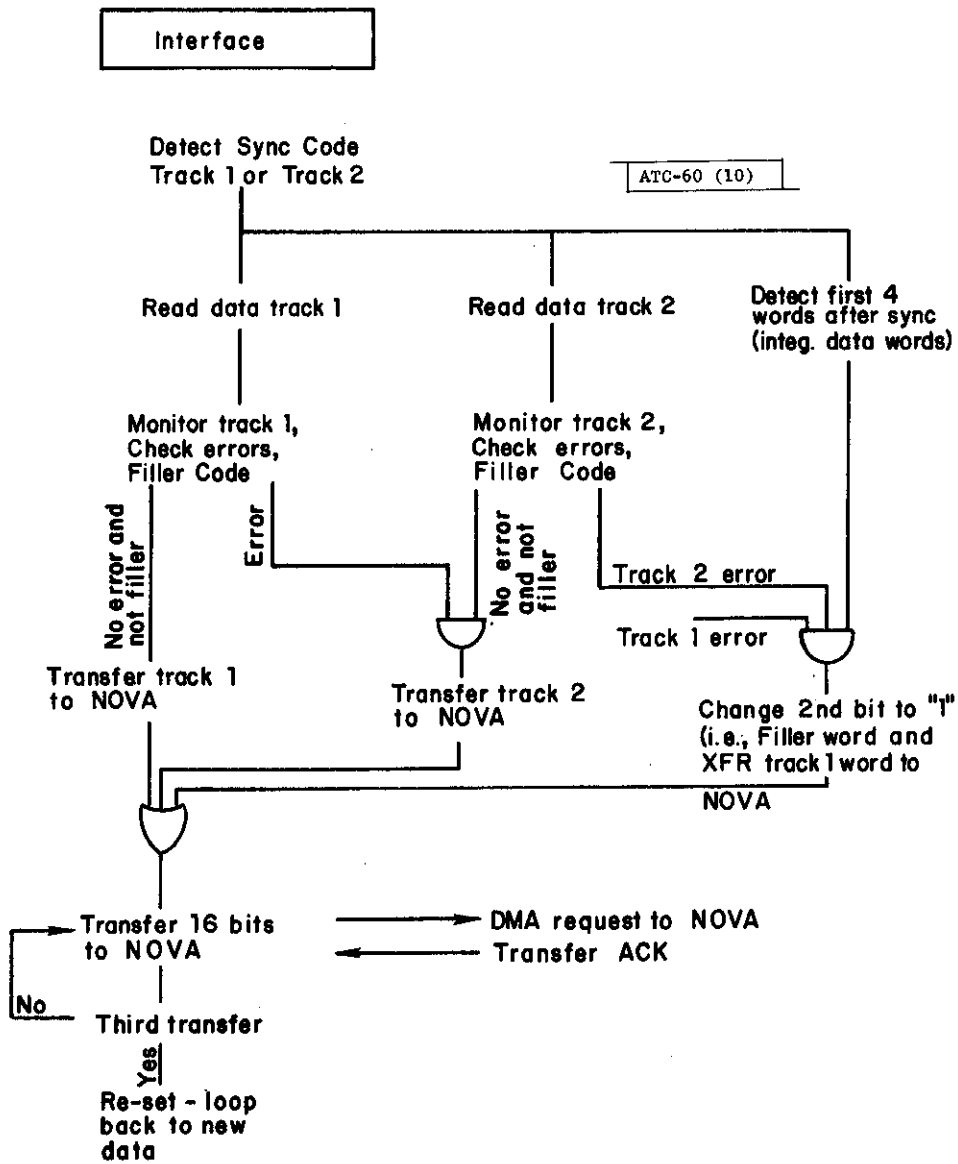 Interface
Detect Sync Code
Track 1 or Track 2
ATC-60 (10)
Read data track 1
Read data track 2
Detect first 4
words after sync
(integ. data words)
Monitor track 1,
Check errors,
Filler Code
Monitor track 2,
Check errors,
Filler Code
No error and
not filler
Error
No error
and not
filler
Track 2 error
Track 1 error
Transfer track 1
to NOVA
Transfer track 2
to NOVA
Change 2nd bit to "1"
(i.e., Filler word and
XFR track 1 word to
NOVA
Transfer 16 bits
to NOVA
DMA request to NOVA
Transfer ACK
No
Third transfer
Yes
Re-set - loop
back to new
data